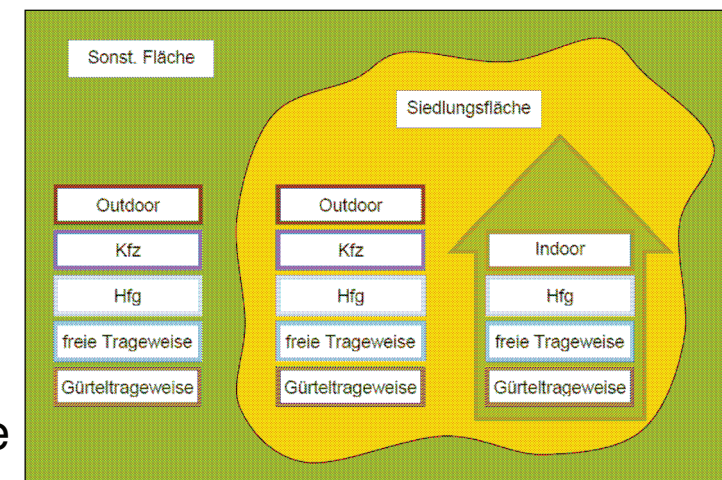 Sonst. Fläche
Siedlungsfläche
Outdoor
Kfz
Hfg
freie Trageweise
Gürteltrageweise
Outdoor
Kfz
Hfg
freie Trageweise
Gürteltrageweise
Indoor
Hfg
freie Trageweise
Gürteltrageweise
e